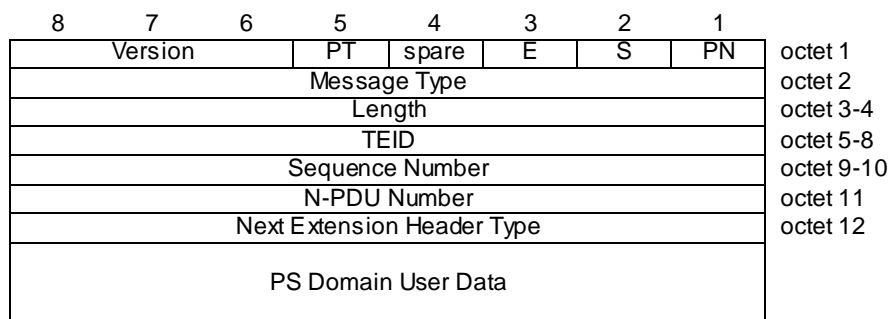 8 7 6 5 4 3 2 1
Version PT spare E S PN octet 1
Message Type octet 2
Length octet 3-4
TEID octet 5-8
Sequence Number octet 9-10
N-PDU Number octet 11
Next Extension Header Type octet 12
PS Domain User Data